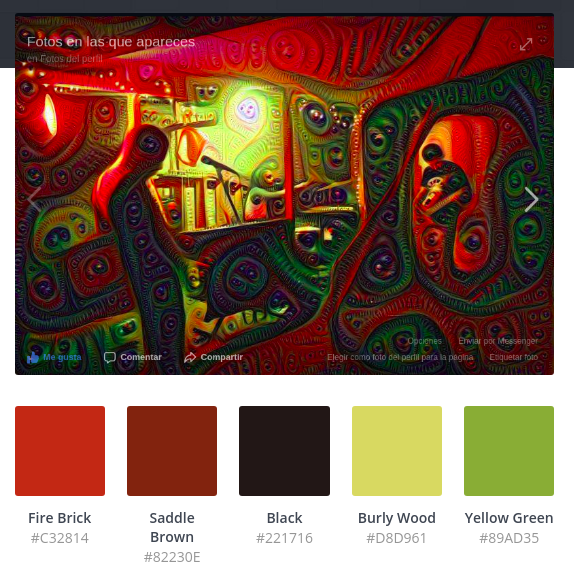 Fotos en las que apareces
en Fotos del perfil
Opciones Enviar por Messenger
Me gusta Comentar Compartir Elegir como foto del perfil para la página Etiquetar foto
Fire Brick Saddle Brown Black Burly Wood Yellow Green
#C32814 #82230E #221716 #D8D961 #89AD35